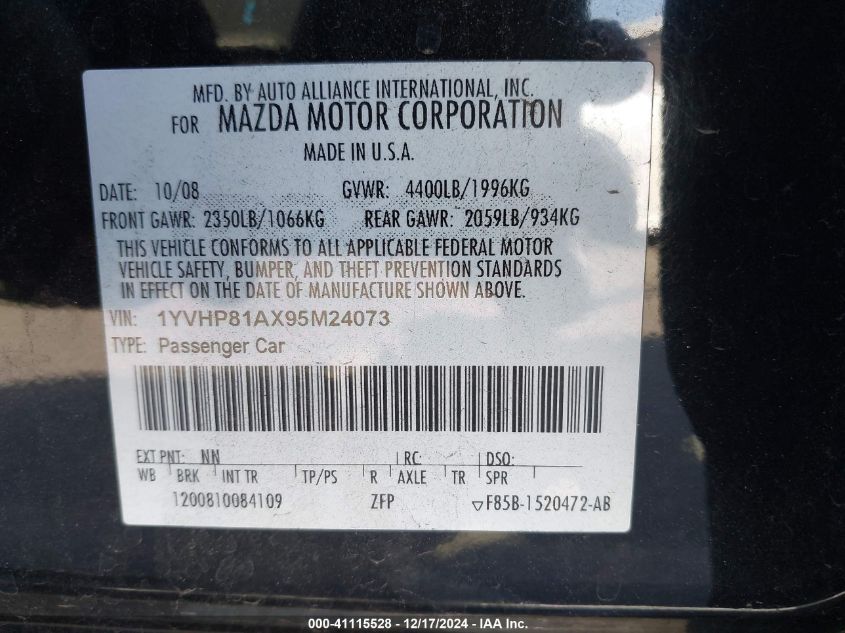 MFD. BY AUTO ALLIANCE INTERNATIONAL, INC.
FOR MAZDA MOTOR CORPORATION
MADE IN U.S.A.
DATE: 10/08 GVWR: 4400LB/1996KG
FRONT GAWR: 2350LB/1066KG REAR GAWR: 2059LB/934KG
THIS VEHICLE CONFORMS TO ALL APPLICABLE FEDERAL MOTOR
VEHICLE SAFETY, BUMPER, AND THEFT PREVENTION STANDARDS
IN EFFECT ON THE DATE OF MANUFACTURE SHOWN ABOVE.
VIN: 1YVHP81AX95M24073
TYPE: Passenger Car
EXT PNT: NN RC: DSO:
WB BRK INT TR TP/PS R AXLE TR SPR
1200810084109 ZFP ▽F85B-1520472-AB
000-41115528 - 12/17/2024 - IAA Inc.